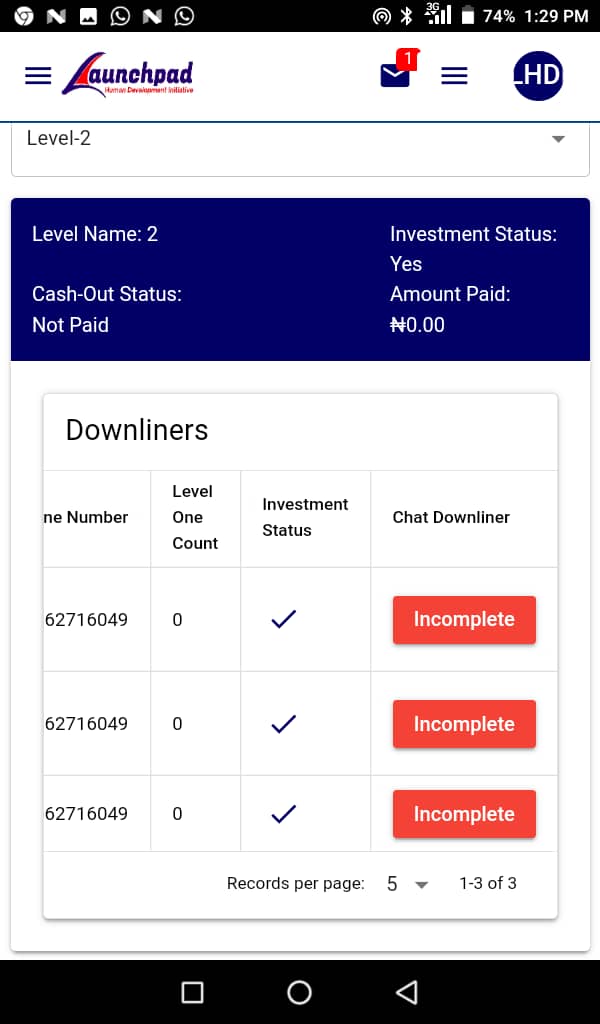 3G
74% 1:29 PM
Launchpad
Human Development Initiative
1
LHD
Level-2
Level Name: 2
Investment Status:
Yes
Cash-Out Status:
Not Paid
Amount Paid:
₦0.00
Downliners
ne Number
Level
One
Count
Investment
Status
Chat Downliner
62716049 0 Incomplete
62716049 0 Incomplete
62716049 0 Incomplete
Records per page: 5 1-3 of 3